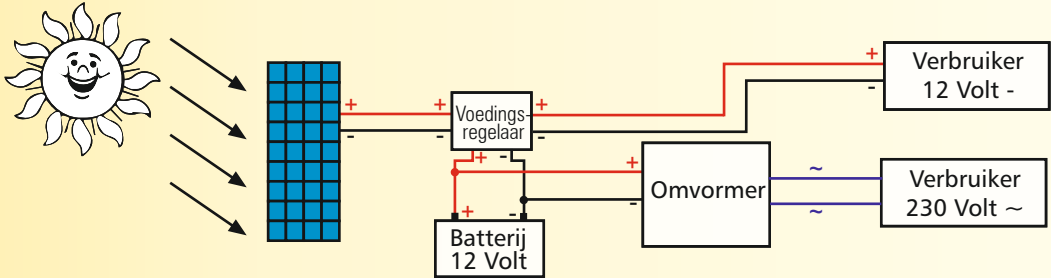 +
-
+
-
Voedings-
regelaar
+
-
+
-
Verbruiker
12 Volt -
+
-
+
-
Batterij
12 Volt
+
-
Omvormer
~
~
Verbruiker
230 Volt ~